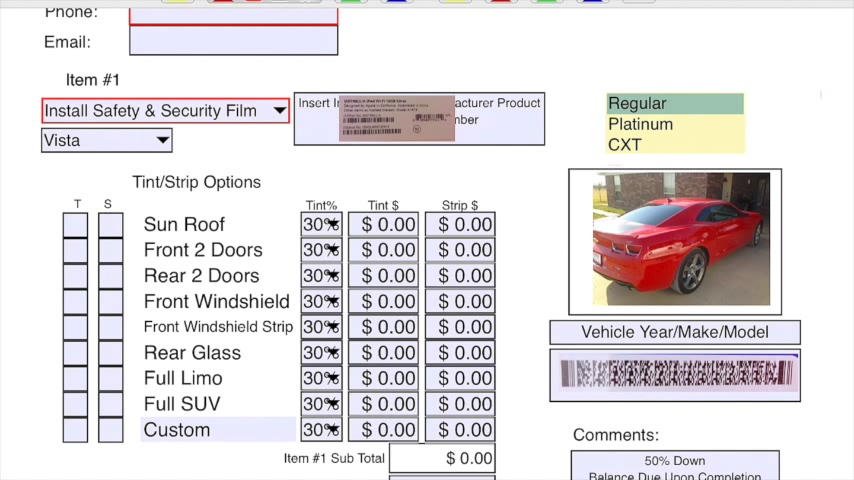 Phone:
Email:
Item #1
Install Safety & Security Film
Vista
Insert acturer Product
mber
Regular
Platinum
CXT
Tint/Strip Options
T S Tint% Tint $ Strip $
Sun Roof 30% $ 0.00 $ 0.00
Front 2 Doors 30% $ 0.00 $ 0.00
Rear 2 Doors 30% $ 0.00 $ 0.00
Front Windshield 30% $ 0.00 $ 0.00
Front Windshield Strip 30% $ 0.00 $ 0.00
Rear Glass 30% $ 0.00 $ 0.00
Full Limo 30% $ 0.00 $ 0.00
Full SUV 30% $ 0.00 $ 0.00
Custom 30% $ 0.00 $ 0.00
Item #1 Sub Total $ 0.00
Vehicle Year/Make/Model
Comments:
50% Down
Balance Due Upon Completion